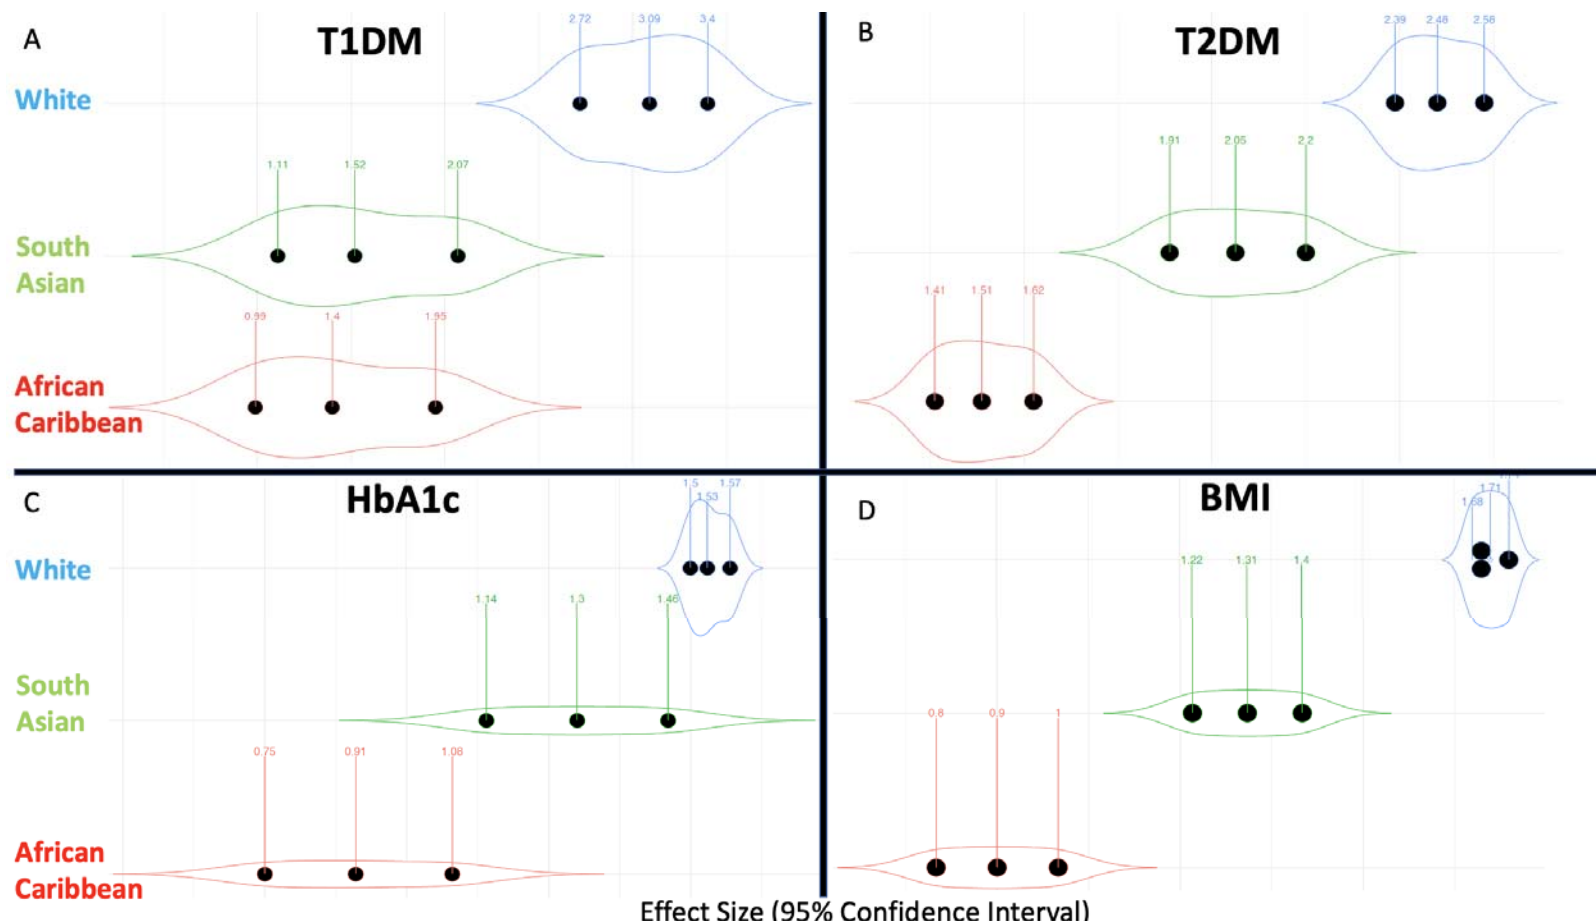 A
T1DM
2.72
3.09
3.4
White
1.11
1.52
2.07
South
Asian
0.99
1.4
1.95
African
Caribbean
B
T2DM
2.39
2.48
2.58
1.91
2.05
2.2
1.41
1.51
1.62
C
HbA1c
1.5
1.53
1.57
White
1.14
1.3
1.46
South
Asian
0.75
0.91
1.08
African
Caribbean
D
BMI
1.68
1.71
1.22
1.31
1.4
0.8
0.9
1
Effect Size (95% Confidence Interval)